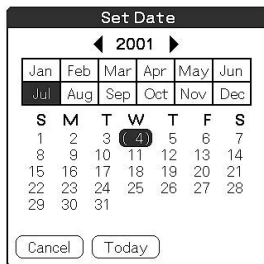 Set Date
2001
Jan Feb Mar Apr May Jun
Jul Aug Sep Oct Nov Dec
S M T W T F S
1 2 3 4 5 6 7
8 9 10 11 12 13 14
15 16 17 18 19 20 21
22 23 24 25 26 27 28
29 30 31
Cancel Today